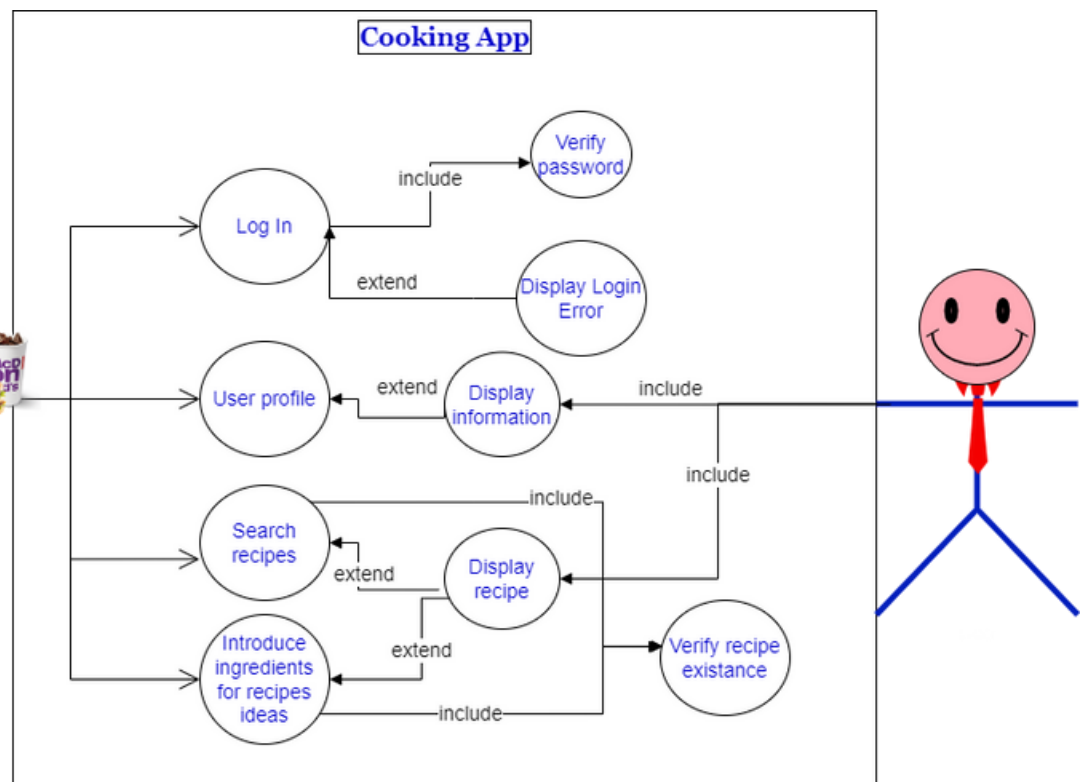 Cooking App
Verify
password
include
Log In
extend
Display Login
Error
User profile
extend
Display
information
include
include
include
Search
recipes
extend
Display
recipe
extend
Introduce
ingredients
for recipes
ideas
Verify recipe
existance
include